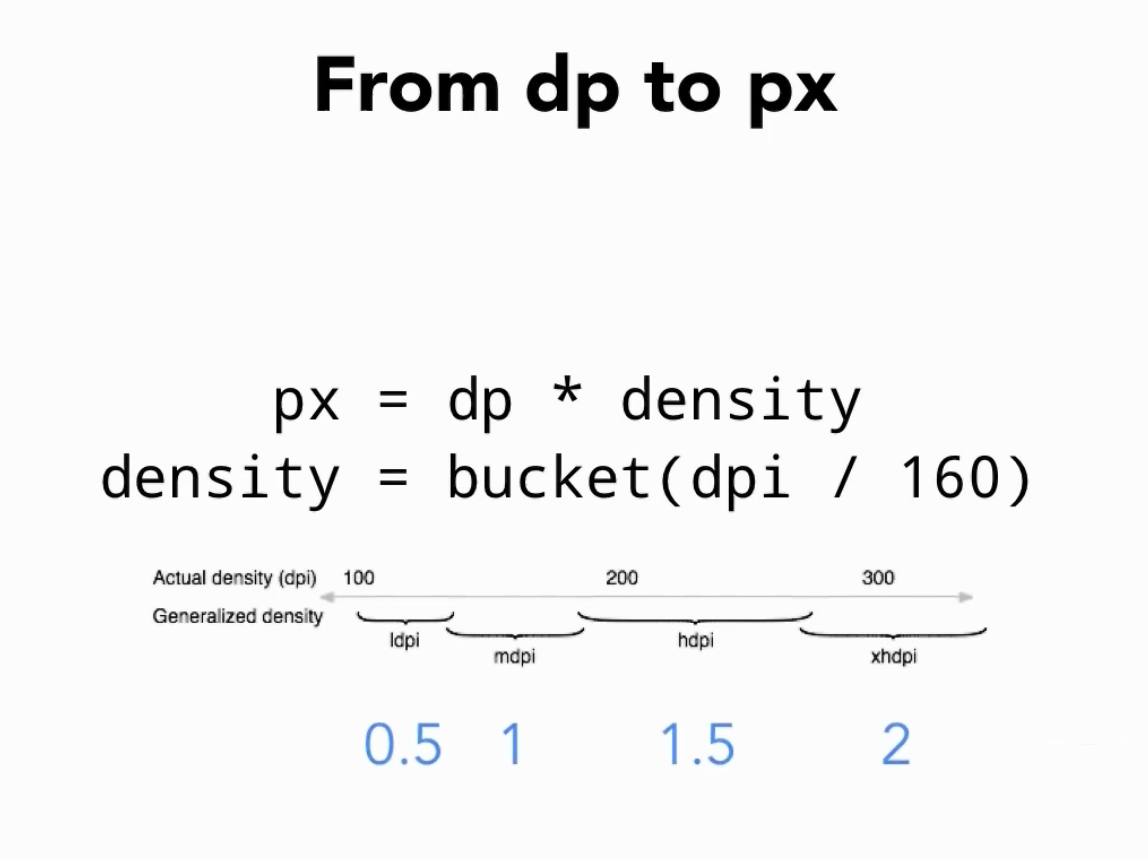 From dp to px
px = dp * density
density = bucket(dpi / 160)
Actual density (dpi) 100 200 300
Generalized density
ldpi mdpi hdpi xhdpi
0.5 1 1.5 2